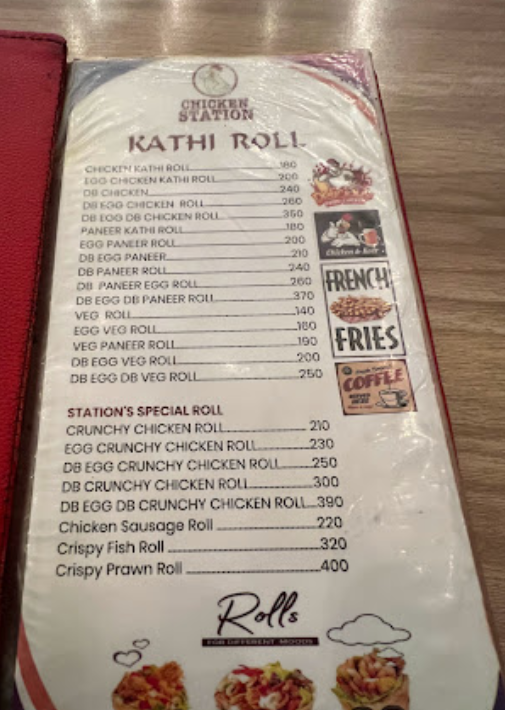 CHICKEN
STATION
KATHI ROLL
CHICKEN KATHI ROLL 180
EGG CHICKEN KATHI ROLL 200
DB CHICKEN 240
DB EGG CHICKEN ROLL 260
DB EGG DB CHICKEN ROLL 350
PANEER KATHI ROLL 180
EGG PANEER ROLL 200
DB EGG PANEER 210
DB PANEER ROLL 240
DB PANEER EGG ROLL 260
DB EGG DB PANEER ROLL 370
VEG ROLL 140
EGG VEG ROLL 160
VEG PANEER ROLL 190
DB EGG VEG ROLL 200
DB EGG DB VEG ROLL 250
Chicken & Beer
FRENCH
FRIES
COFFEE
STATION'S SPECIAL ROLL
CRUNCHY CHICKEN ROLL 210
EGG CRUNCHY CHICKEN ROLL 230
DB EGG CRUNCHY CHICKEN ROLL 250
DB CRUNCHY CHICKEN ROLL 300
DB EGG DB CRUNCHY CHICKEN ROLL 390
Chicken Sausage Roll 220
Crispy Fish Roll 320
Crispy Prawn Roll 400
Rolls
FOR DIFFERENT MOODS